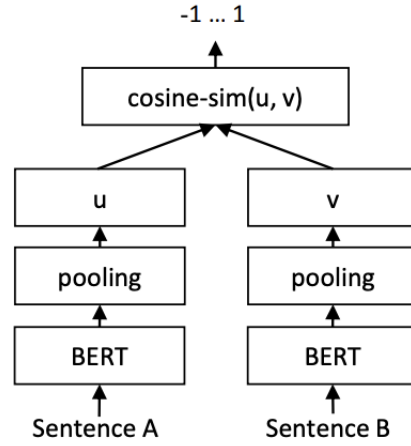 -1 … 1
cosine-sim(u, v)
u
v
pooling
pooling
BERT
BERT
Sentence A
Sentence B